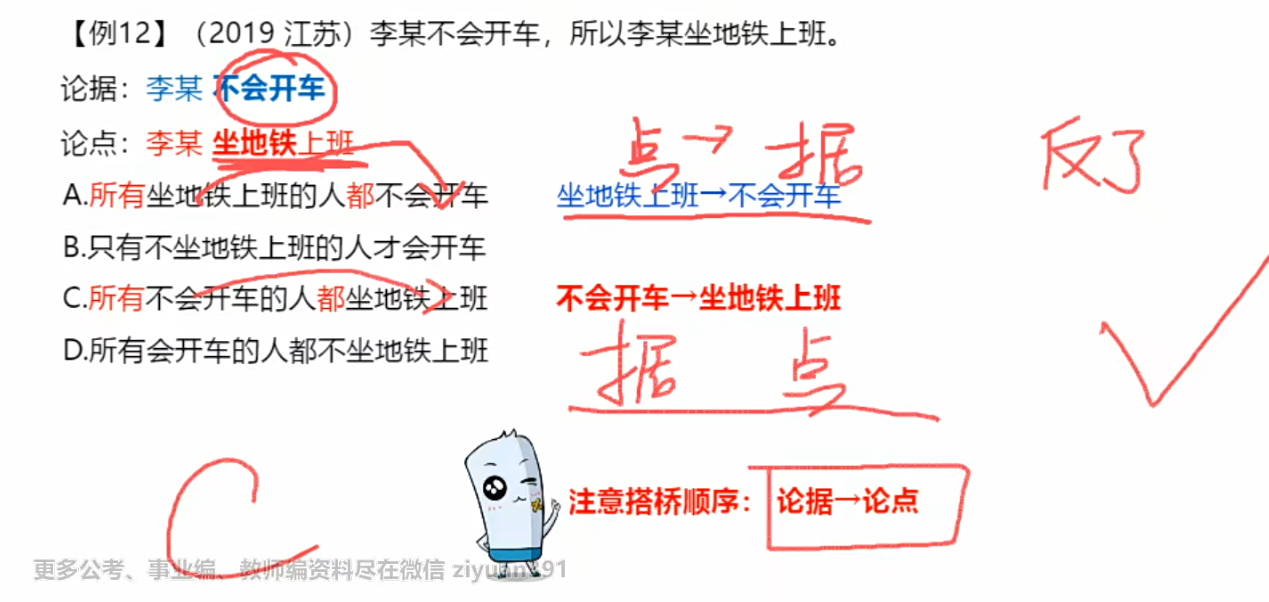 【例12】（2019 江苏）李某不会开车，所以李某坐地铁上班。
论据：李某 不会开车
论点：李某 坐地铁上班
点→据 反了
A.所有坐地铁上班的人都不会开车 坐地铁上班→不会开车
B.只有不坐地铁上班的人才会开车
C.所有不会开车的人都坐地铁上班 不会开车→坐地铁上班
D.所有会开车的人都不坐地铁上班
据 点
注意搭桥顺序：论据→论点
C
更多公考、事业编、教师编资料尽在微信 ziyuan391